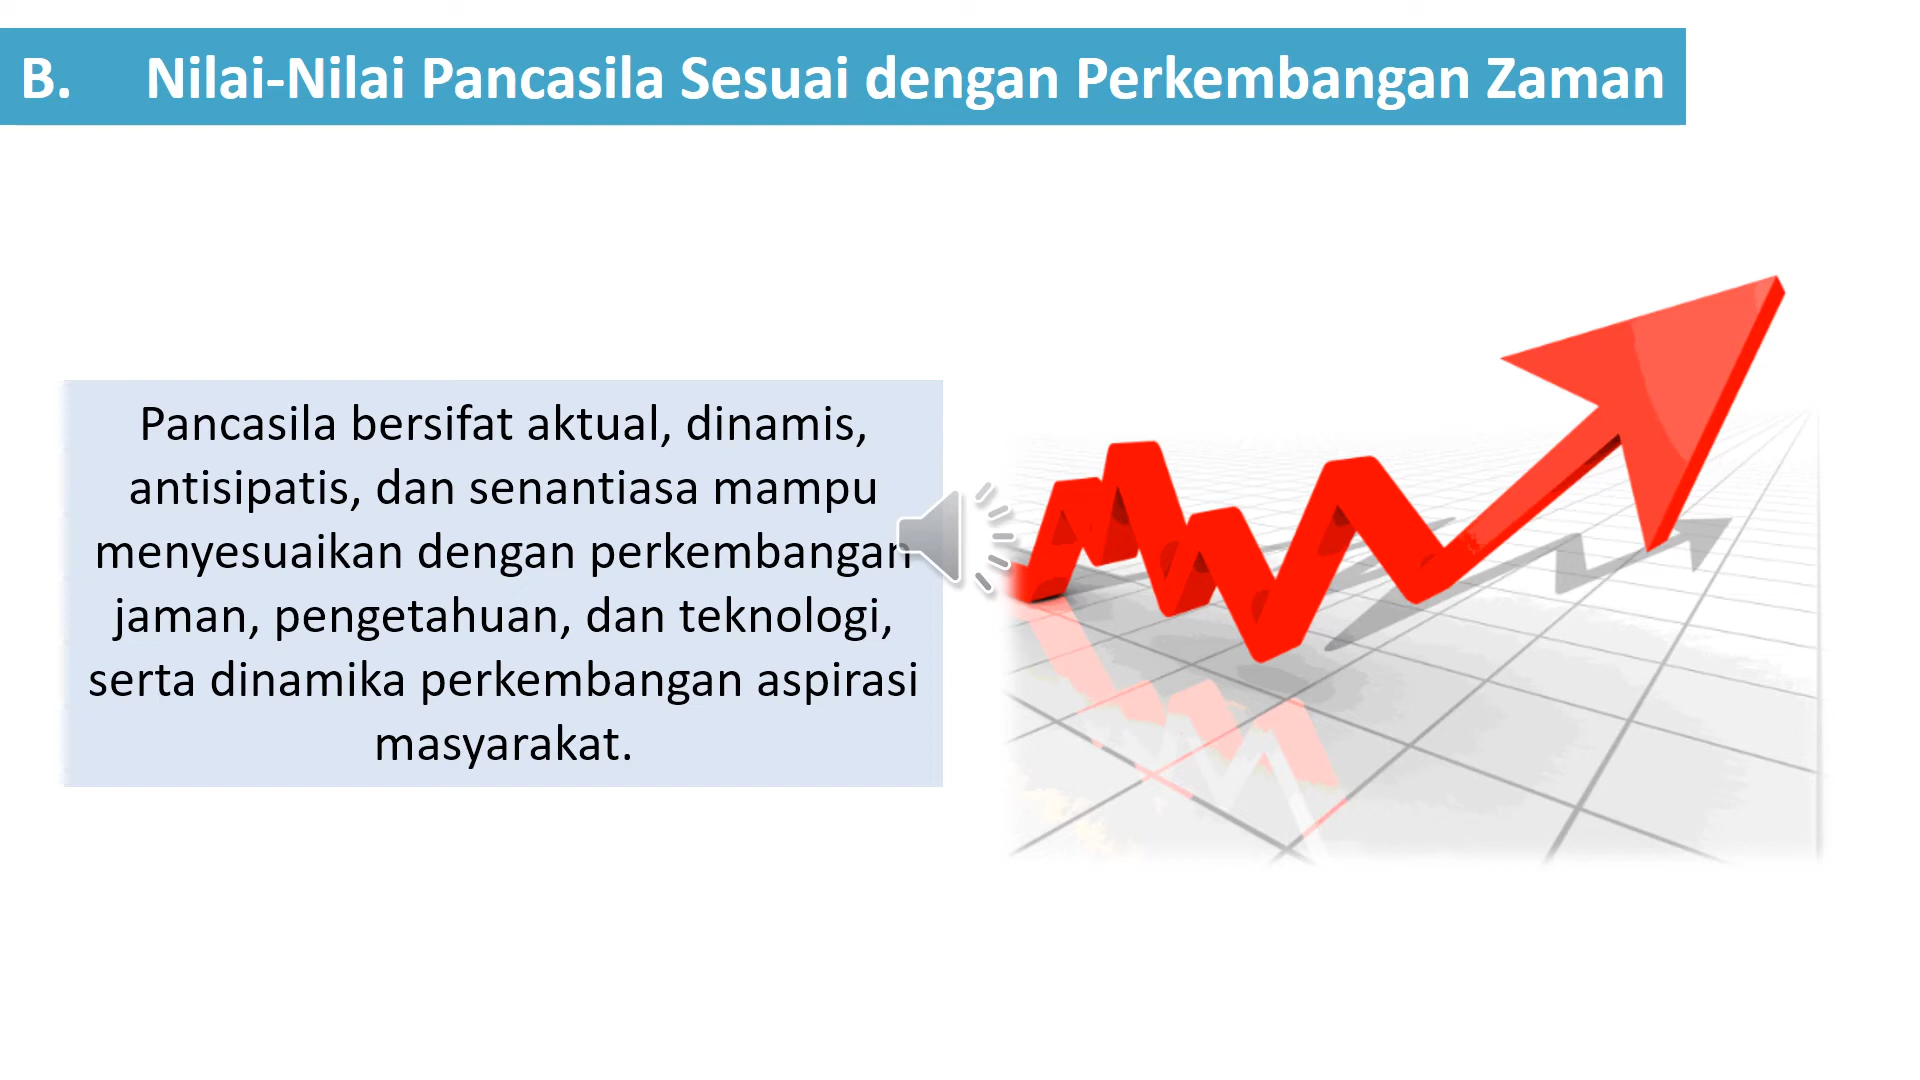 B. Nilai-Nilai Pancasila Sesuai dengan Perkembangan Zaman
Pancasila bersifat aktual, dinamis,
antisipatis, dan senantiasa mampu
menyesuaikan dengan perkembangan
jaman, pengetahuan, dan teknologi,
serta dinamika perkembangan aspirasi
masyarakat.